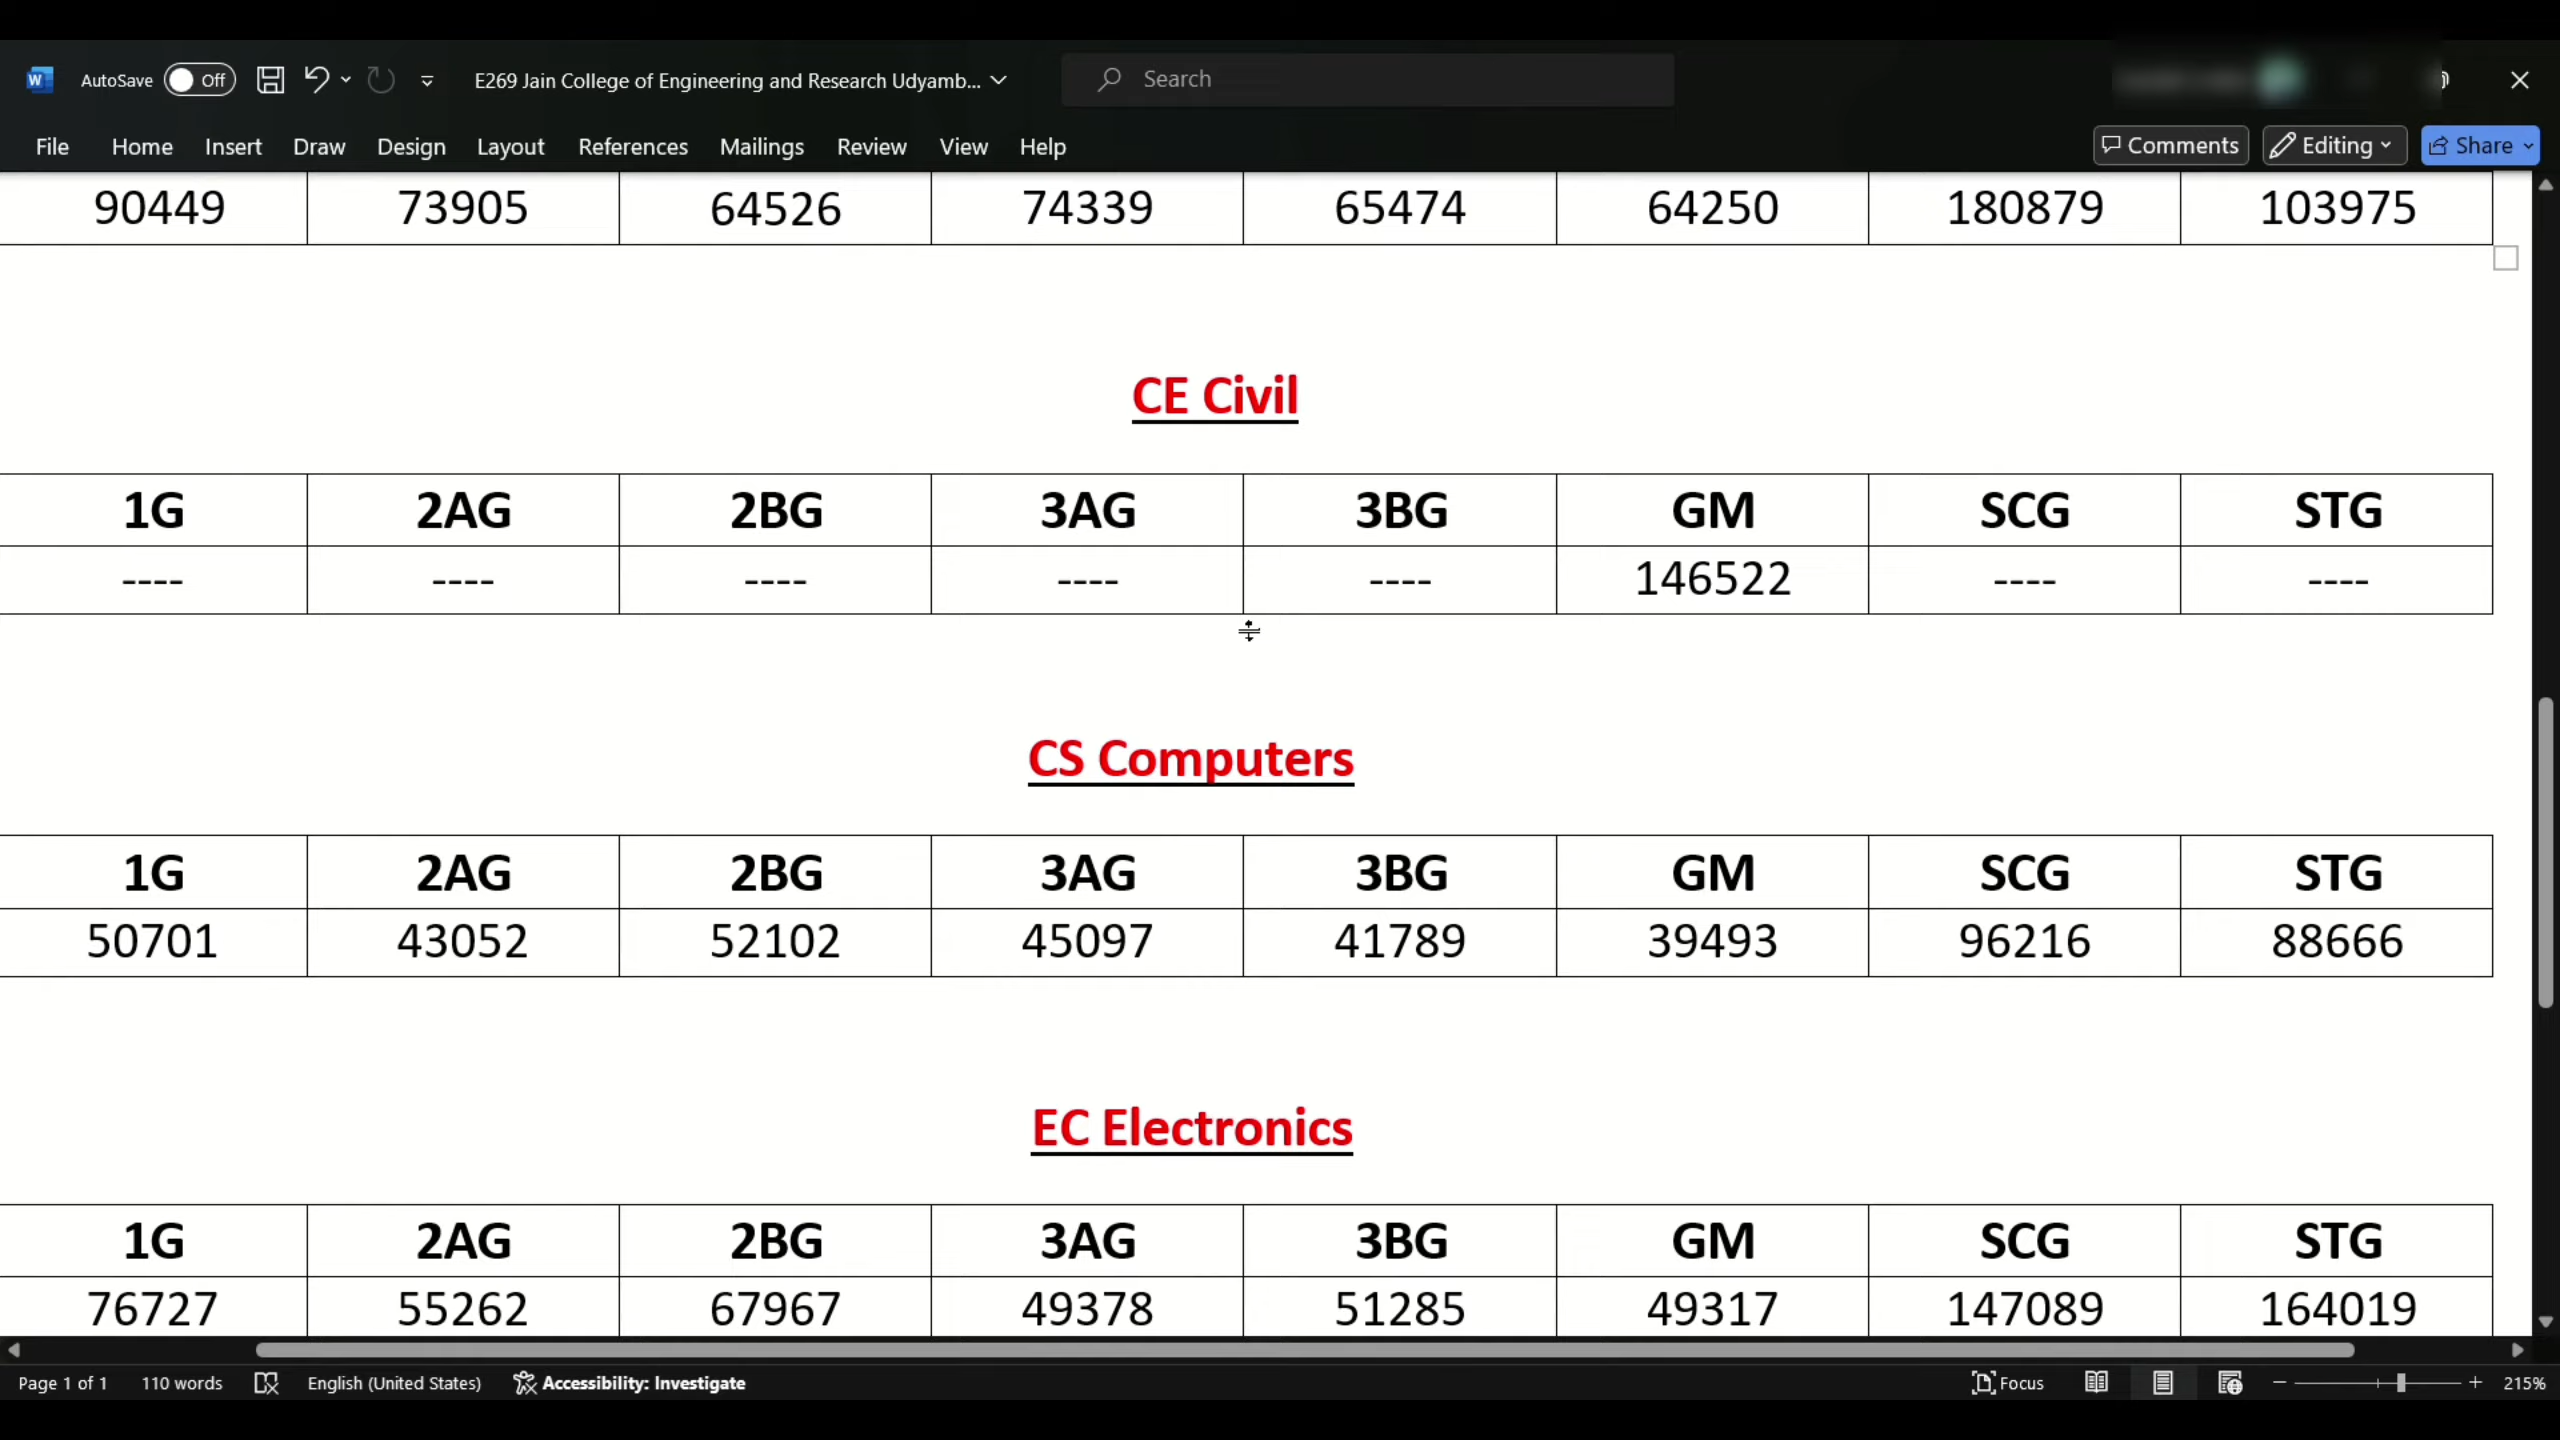 AutoSave Off E269 Jain College of Engineering and Research Udyamb... Search
File Home Insert Draw Design Layout References Mailings Review View Help Comments Editing Share
90449 73905 64526 74339 65474 64250 180879 103975
CE Civil
1G 2AG 2BG 3AG 3BG GM SCG STG
---- ---- ---- ---- ---- 146522 ---- ----
CS Computers
1G 2AG 2BG 3AG 3BG GM SCG STG
50701 43052 52102 45097 41789 39493 96216 88666
EC Electronics
1G 2AG 2BG 3AG 3BG GM SCG STG
76727 55262 67967 49378 51285 49317 147089 164019
Page 1 of 1 110 words English (United States) Accessibility: Investigate Focus 215%